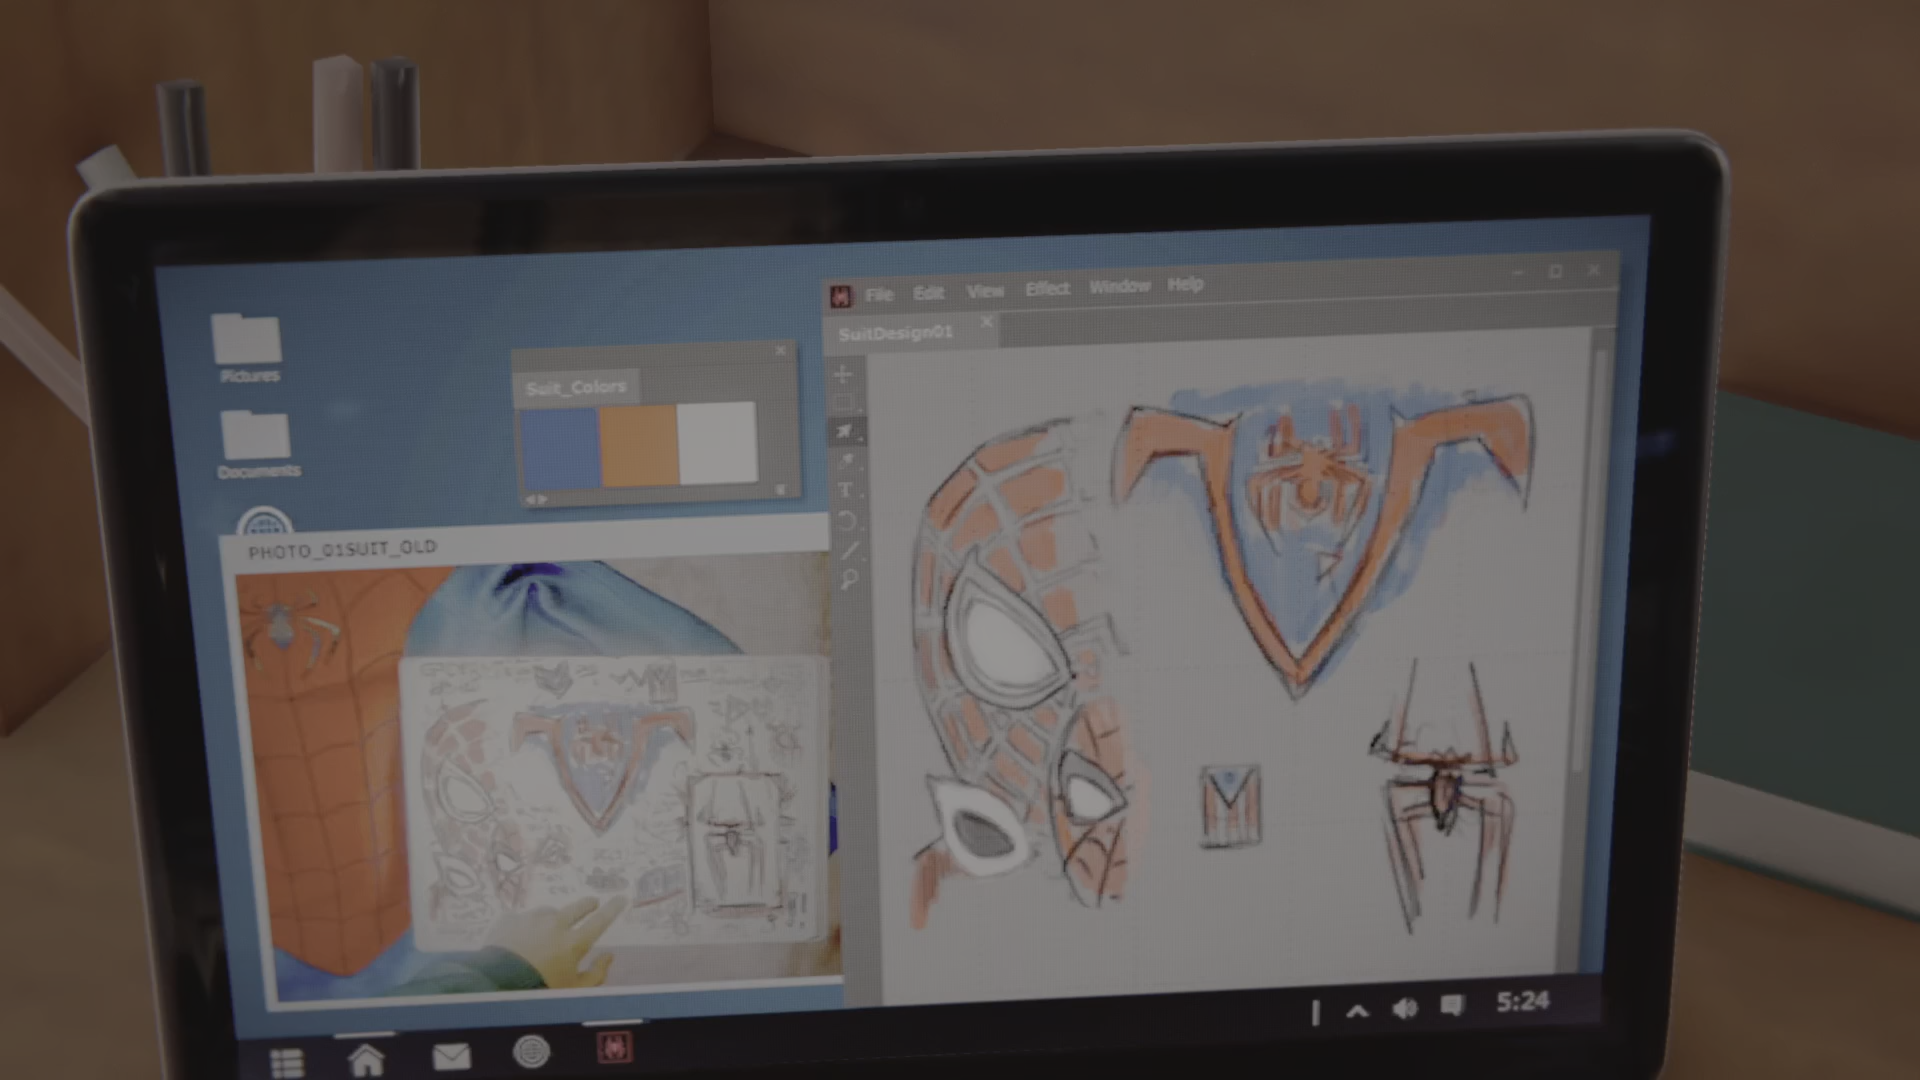 File Edit View Effect Window Help
SuitDesign01
Pictures
Suit_Colors
Documents
T
PHOTO_01SUIT_OLD
5:24